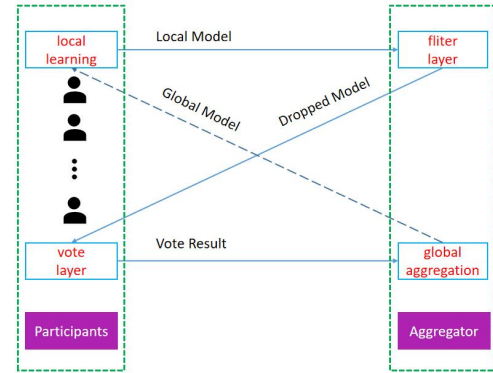 local
learning
Local Model
fliter
layer
Global Model
Dropped Model
vote
layer
Vote Result
global
aggregation
Participants
Aggregator